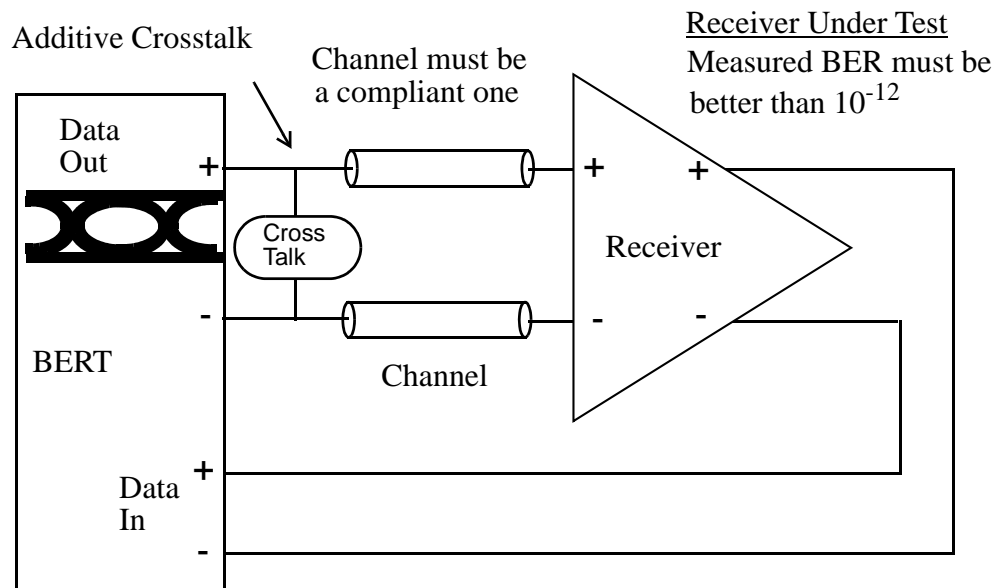 Additive Crosstalk
Channel must be
a compliant one
Receiver Under Test
Measured BER must be
better than 10-12
Data
Out
+
-
Cross
Talk
+
-
Receiver
+
-
Channel
BERT
Data
In
+
-